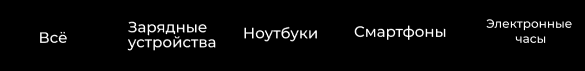 Всё
Зарядные
устройства
Ноутбуки
Смартфоны
Электронные
часы